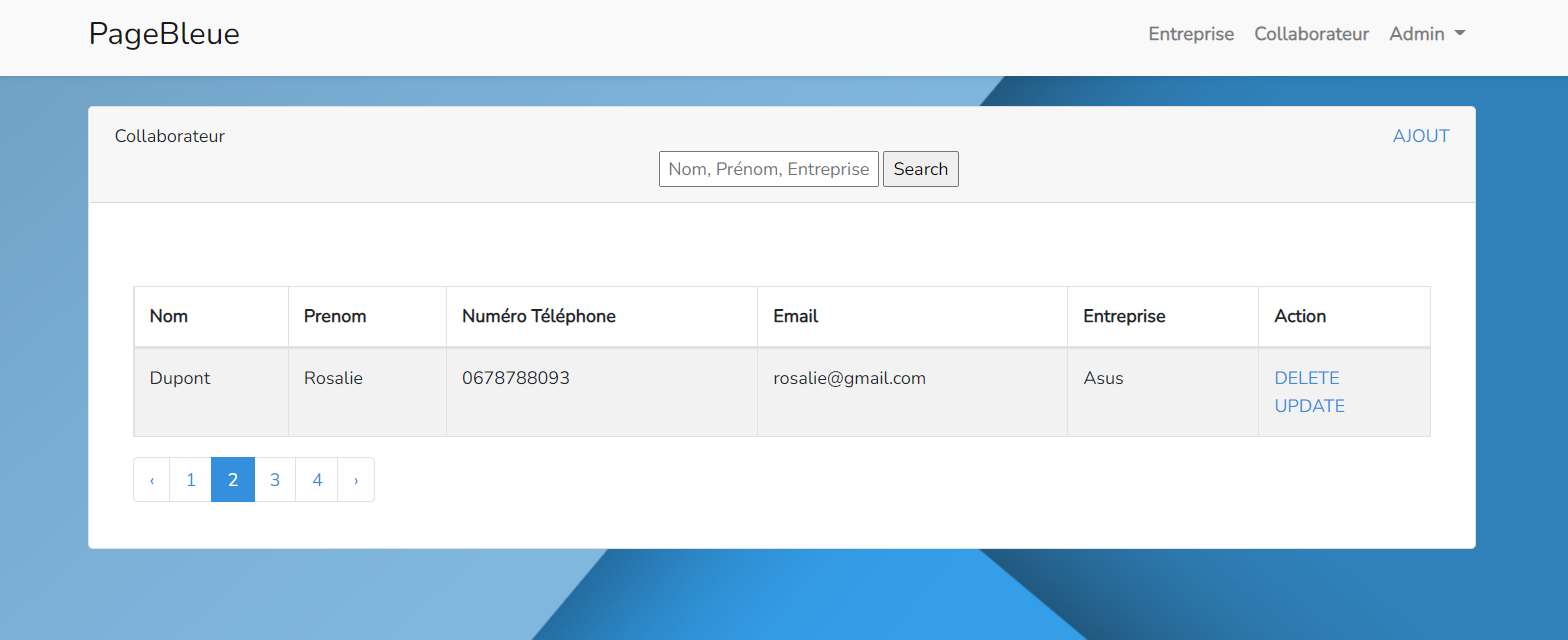 PageBleue
Entreprise Collaborateur Admin
Collaborateur
AJOUT
Nom, Prénom, Entreprise Search
Nom Prenom Numéro Téléphone Email Entreprise Action
Dupont Rosalie 0678788093 rosalie@gmail.com Asus DELETE
UPDATE
‹ 1 2 3 4 ›